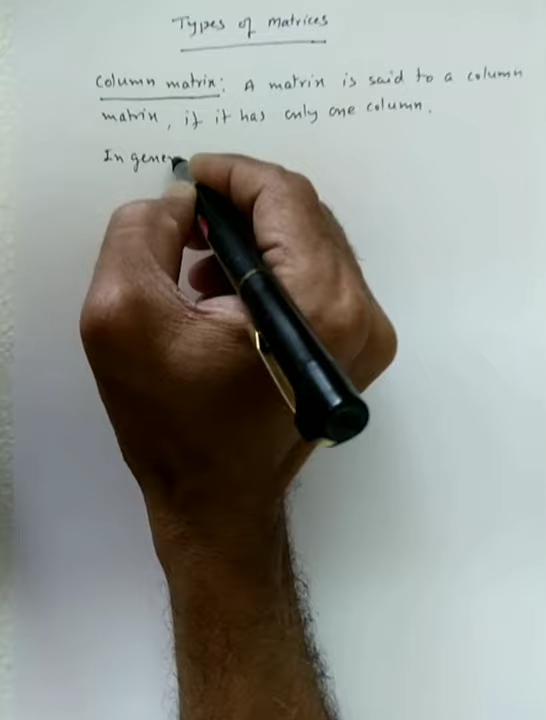 Types of matrices
Column matrix: A matrix is said to a column
matrix, if it has only one column.
In gener